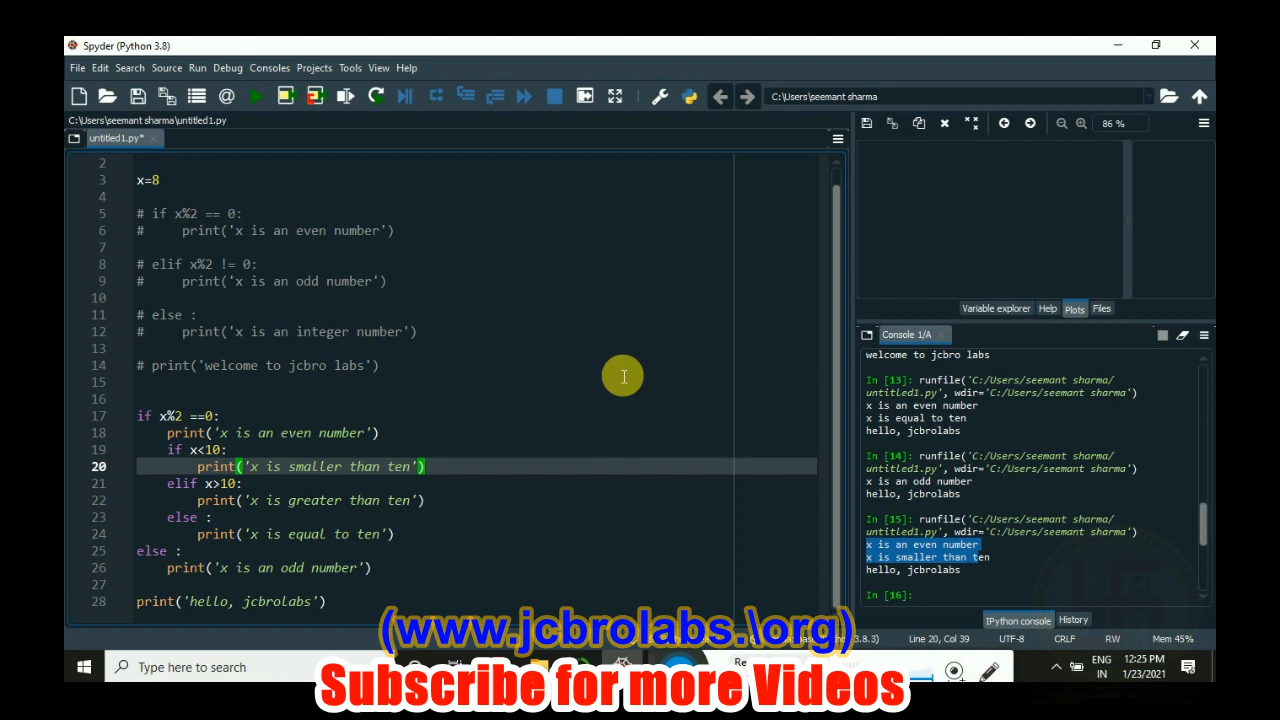 Spyder (Python 3.8)
File Edit Search Source Run Debug Consoles Projects Tools View Help
C:\Users\seemant sharma
C:\Users\seemant sharma\untitled1.py
untitled1.py*
86 %
2
3 x=8
4
5 # if x%2 == 0:
6 #     print('x is an even number')
7
8 # elif x%2 != 0:
9 #     print('x is an odd number')
10
11 # else :
12 #     print('x is an integer number')
13
14 # print('welcome to jcbro labs')
15
16
17 if x%2 ==0:
18     print('x is an even number')
19     if x<10:
20         print('x is smaller than ten')
21     elif x>10:
22         print('x is greater than ten')
23     else :
24         print('x is equal to ten')
25 else :
26     print('x is an odd number')
27
28 print('hello, jcbrolabs')
Variable explorer Help Plots Files
Console 1/A
welcome to jcbro labs
In [13]: runfile('C:/Users/seemant sharma/
untitled1.py', wdir='C:/Users/seemant sharma')
x is an even number
x is equal to ten
hello, jcbrolabs
In [14]: runfile('C:/Users/seemant sharma/
untitled1.py', wdir='C:/Users/seemant sharma')
x is an odd number
hello, jcbrolabs
In [15]: runfile('C:/Users/seemant sharma/
untitled1.py', wdir='C:/Users/seemant sharma')
x is an even number
x is smaller than ten
hello, jcbrolabs
In [16]:
IPython console History
(www.jcbrolabs.\org)
3.8.3) Line 20, Col 39 UTF-8 CRLF RW Mem 45%
Type here to search
ENG
IN
12:25 PM
1/23/2021
Subscribe for more Videos